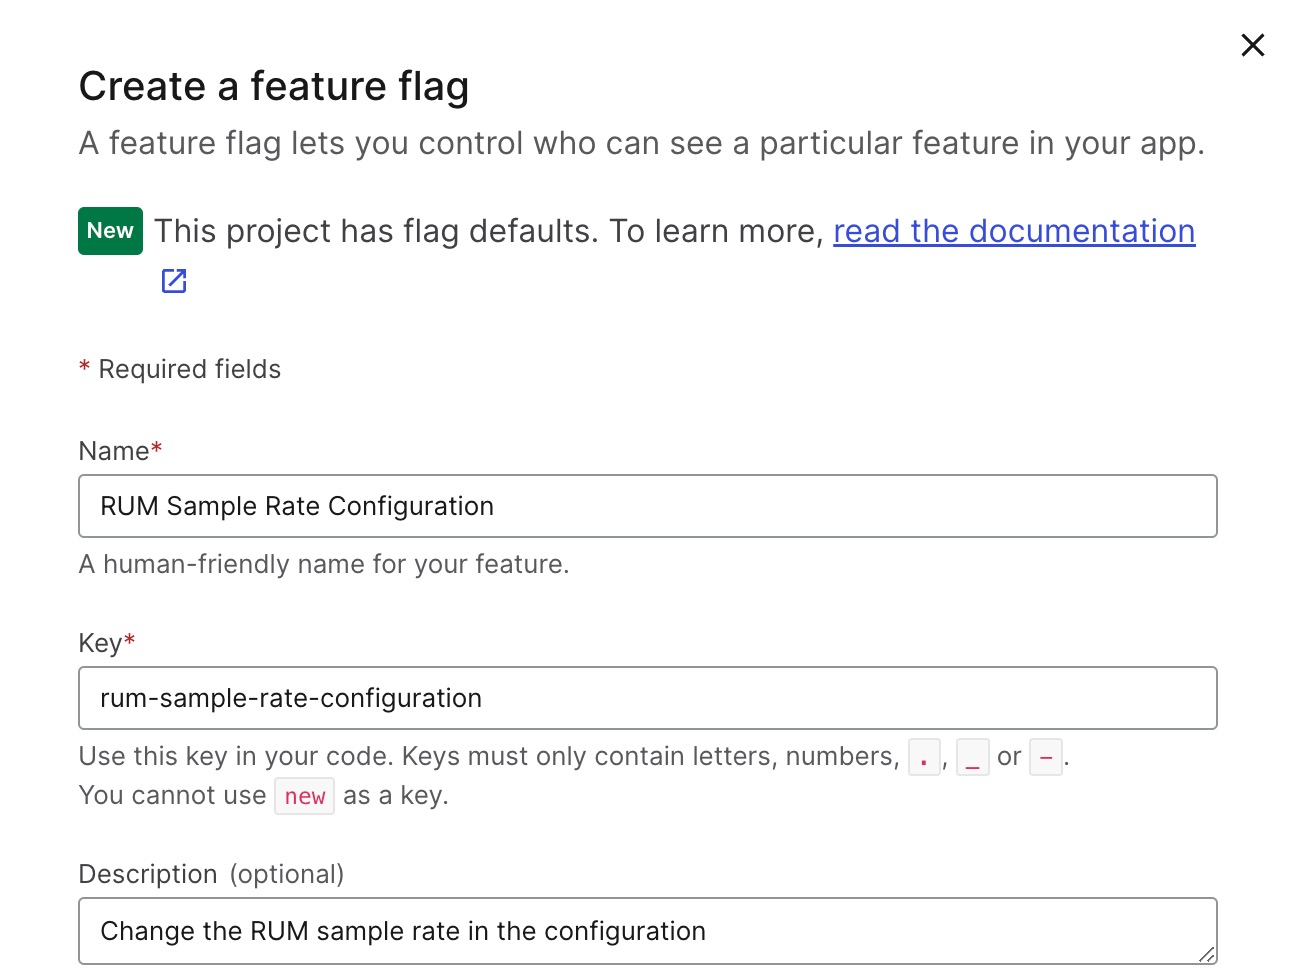 Create a feature flag
A feature flag lets you control who can see a particular feature in your app.
New This project has flag defaults. To learn more, read the documentation
* Required fields
Name*
RUM Sample Rate Configuration
A human-friendly name for your feature.
Key*
rum-sample-rate-configuration
Use this key in your code. Keys must only contain letters, numbers, ., _ or -.
You cannot use new as a key.
Description (optional)
Change the RUM sample rate in the configuration